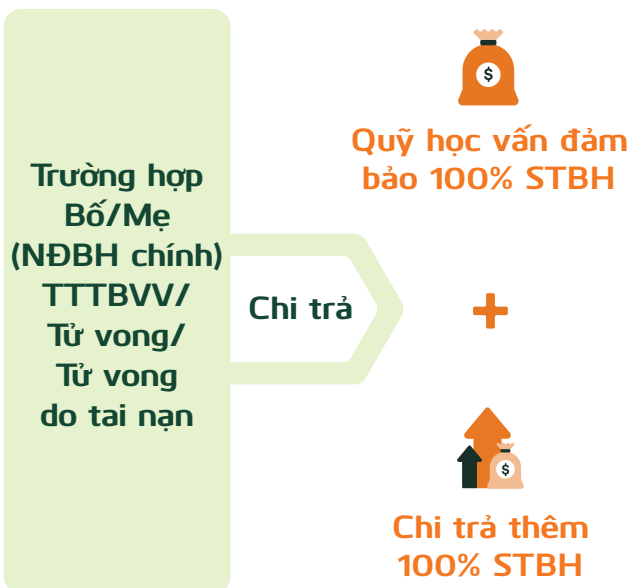 Trường hợp
Bố/Mẹ
(NĐBH chính)
TTTBVV/
Tử vong/
Tử vong
do tai nạn
Chi trả
$
Quỹ học vấn đảm
bảo 100% STBH
+
$
Chi trả thêm
100% STBH